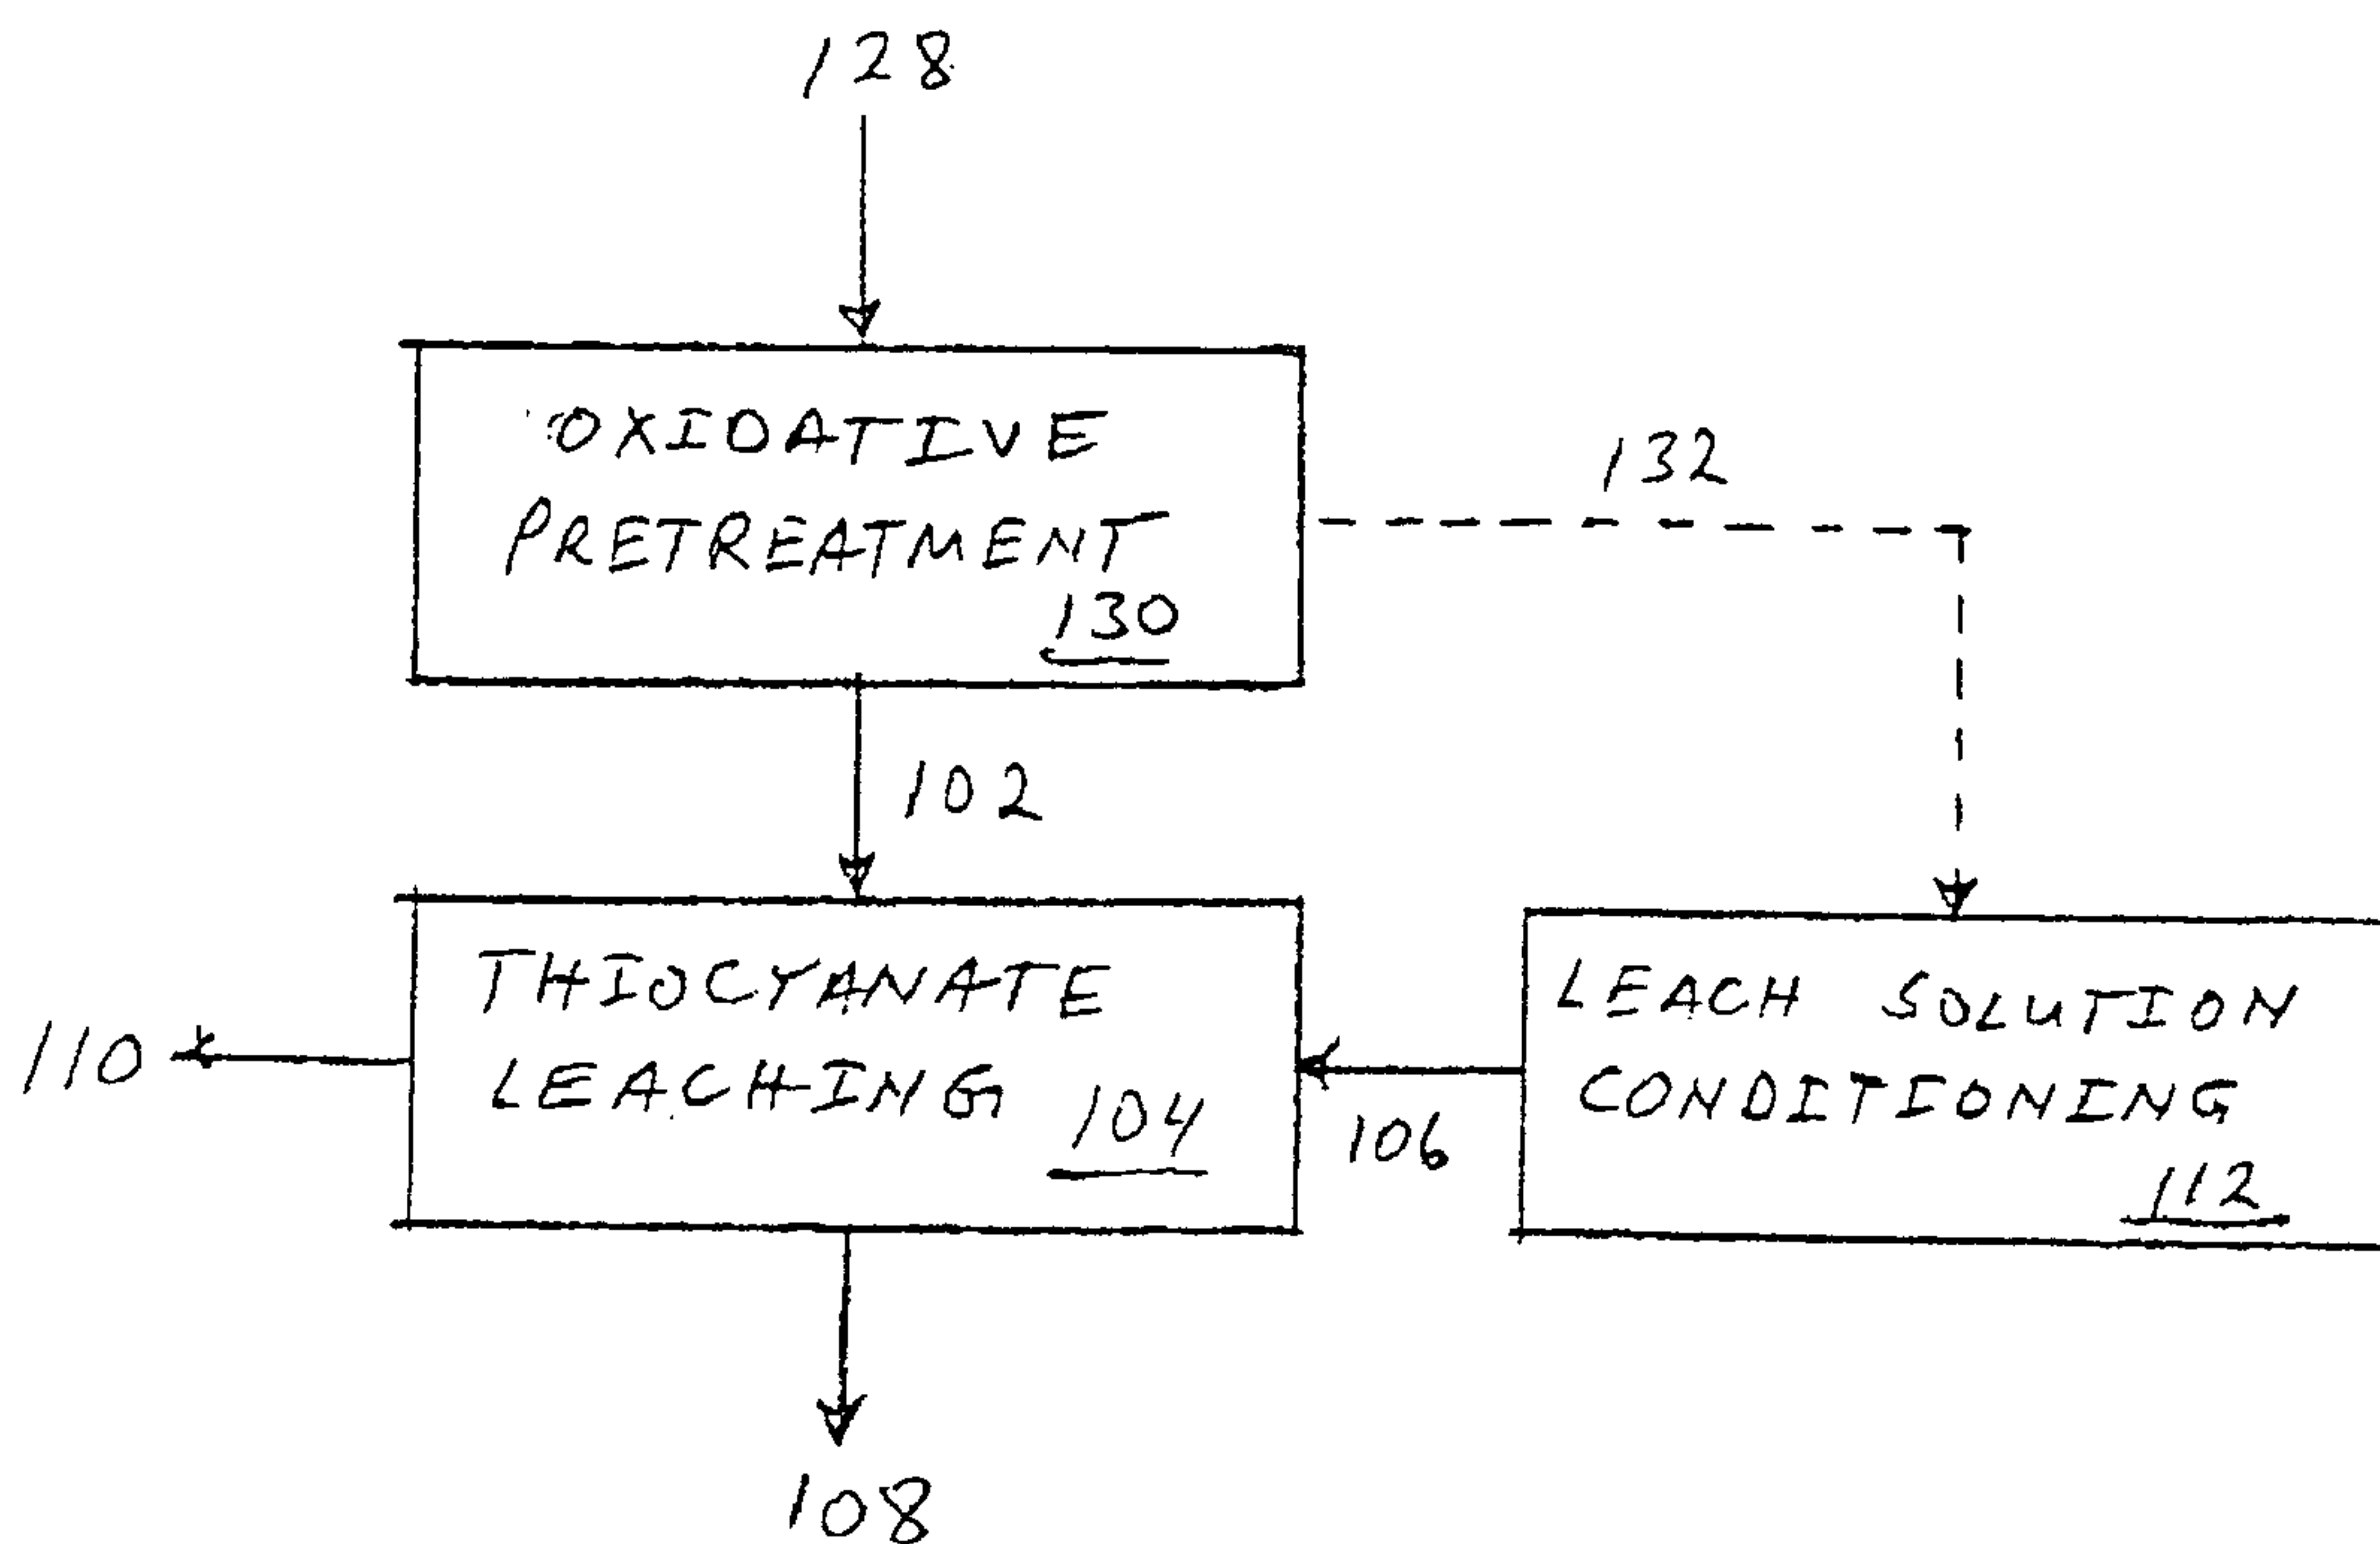 128
OXIDATIVE
PRETREATMENT
130
132
102
THIOCYANATE
LEACHING 104
110
106
LEACH SOLUTION
CONDITIONING
112
108